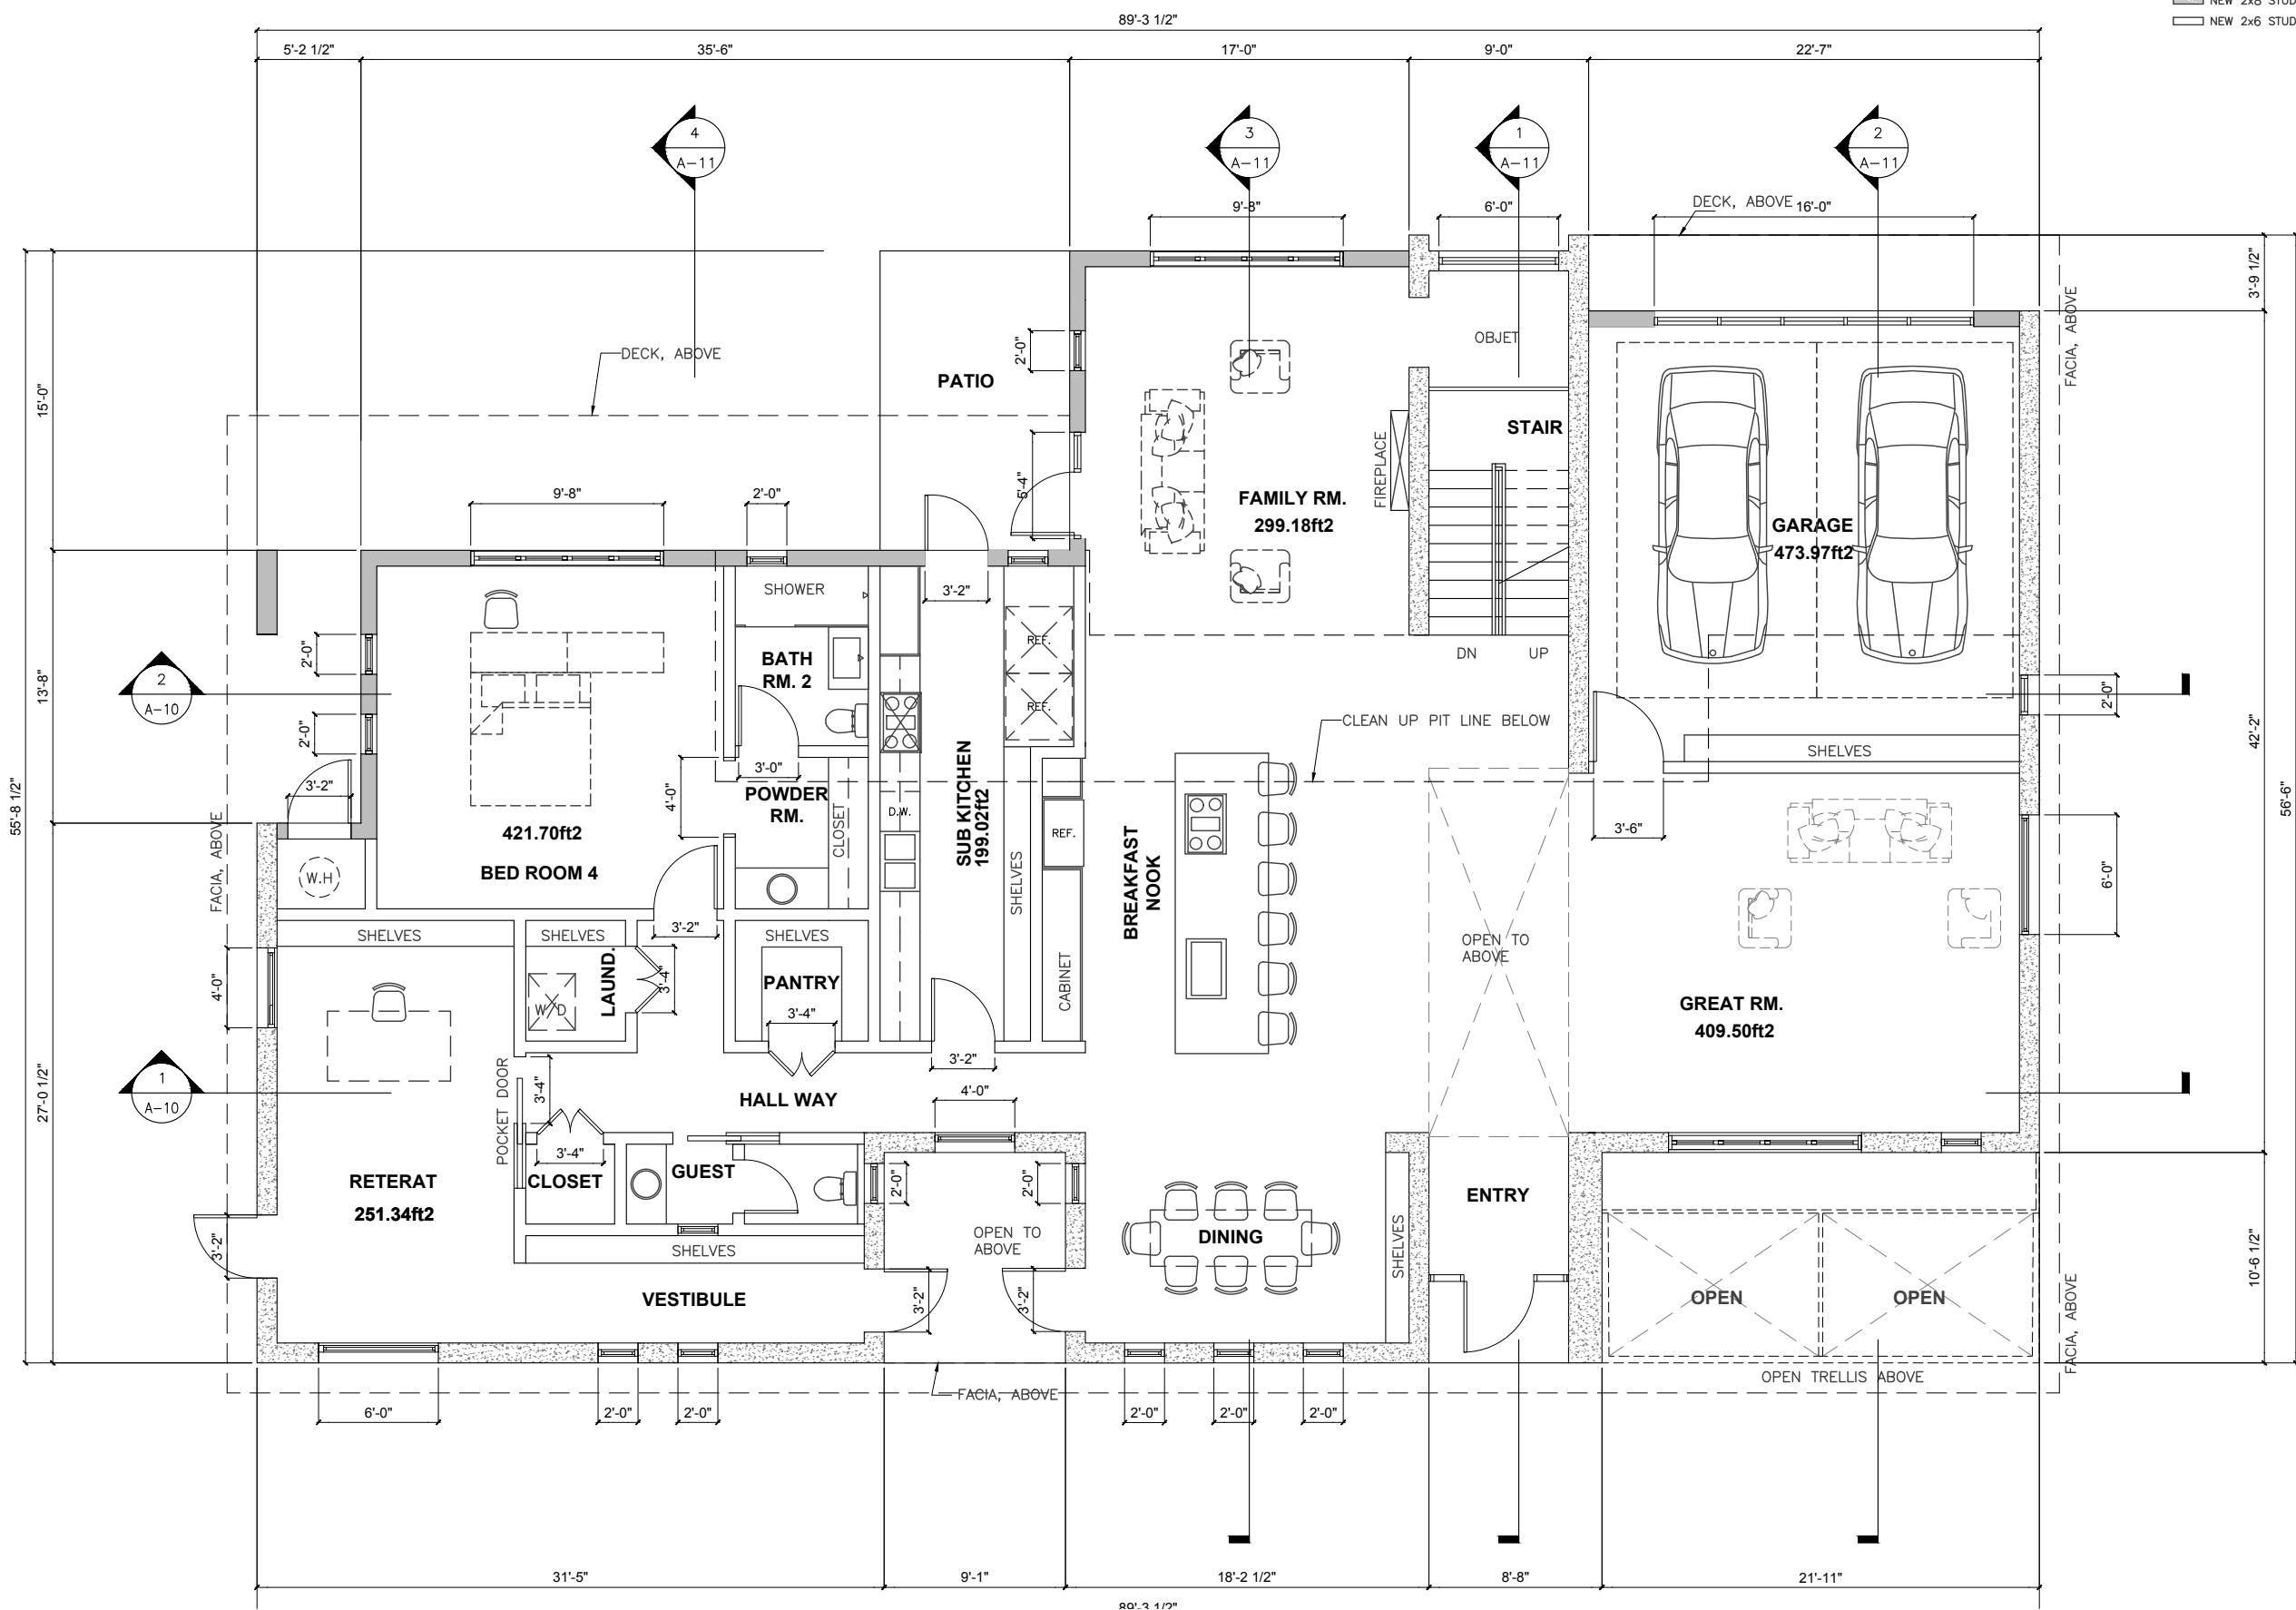 89'-3 1/2"
NEW 2x8 STUD
NEW 2x6 STUD
5'-2 1/2"
35'-6"
17'-0"
9'-0"
22'-7"
4
A-11
3
A-11
1
A-11
2
A-11
DECK, ABOVE
16'-0"
9'-8"
6'-0"
3'-9 1/2"
FACIA, ABOVE
OBJET
DECK, ABOVE
2'-0"
PATIO
15'-0"
STAIR
FIREPLACE
5'-4"
FAMILY RM.
299.18ft2
GARAGE
473.97ft2
9'-8"
2'-0"
SHOWER
3'-2"
REF.
REF.
BATH
RM. 2
2'-0"
2'-0"
DN
UP
2
A-10
13'-8"
2'-0"
CLEAN UP PIT LINE BELOW
42'-2"
SHELVES
3'-2"
3'-0"
4'-0"
POWDER
RM.
CLOSET
D.W.
SUB KITCHEN
199.02ft2
REF.
3'-6"
55'-8 1/2"
56'-6"
421.70ft2
BED ROOM 4
W.H
FACIA, ABOVE
SHELVES
BREAKFAST
NOOK
6'-0"
3'-2"
SHELVES
SHELVES
SHELVES
OPEN TO
ABOVE
4'-0"
W/D
LAUND.
3'-4"
PANTRY
3'-4"
CABINET
GREAT RM.
409.50ft2
3'-2"
1
A-10
27'-0 1/2"
POCKET DOOR
3'-4"
HALL WAY
4'-0"
3'-4"
CLOSET
GUEST
2'-0"
2'-0"
RETERAT
251.34ft2
ENTRY
3'-2"
SHELVES
OPEN TO
ABOVE
DINING
SHELVES
10'-6 1/2"
VESTIBULE
3'-2"
3'-2"
OPEN
OPEN
FACIA, ABOVE
OPEN TRELLIS ABOVE
FACIA, ABOVE
6'-0"
2'-0"
2'-0"
2'-0"
2'-0"
2'-0"
31'-5"
9'-1"
18'-2 1/2"
8'-8"
21'-11"
89'-3 1/2"